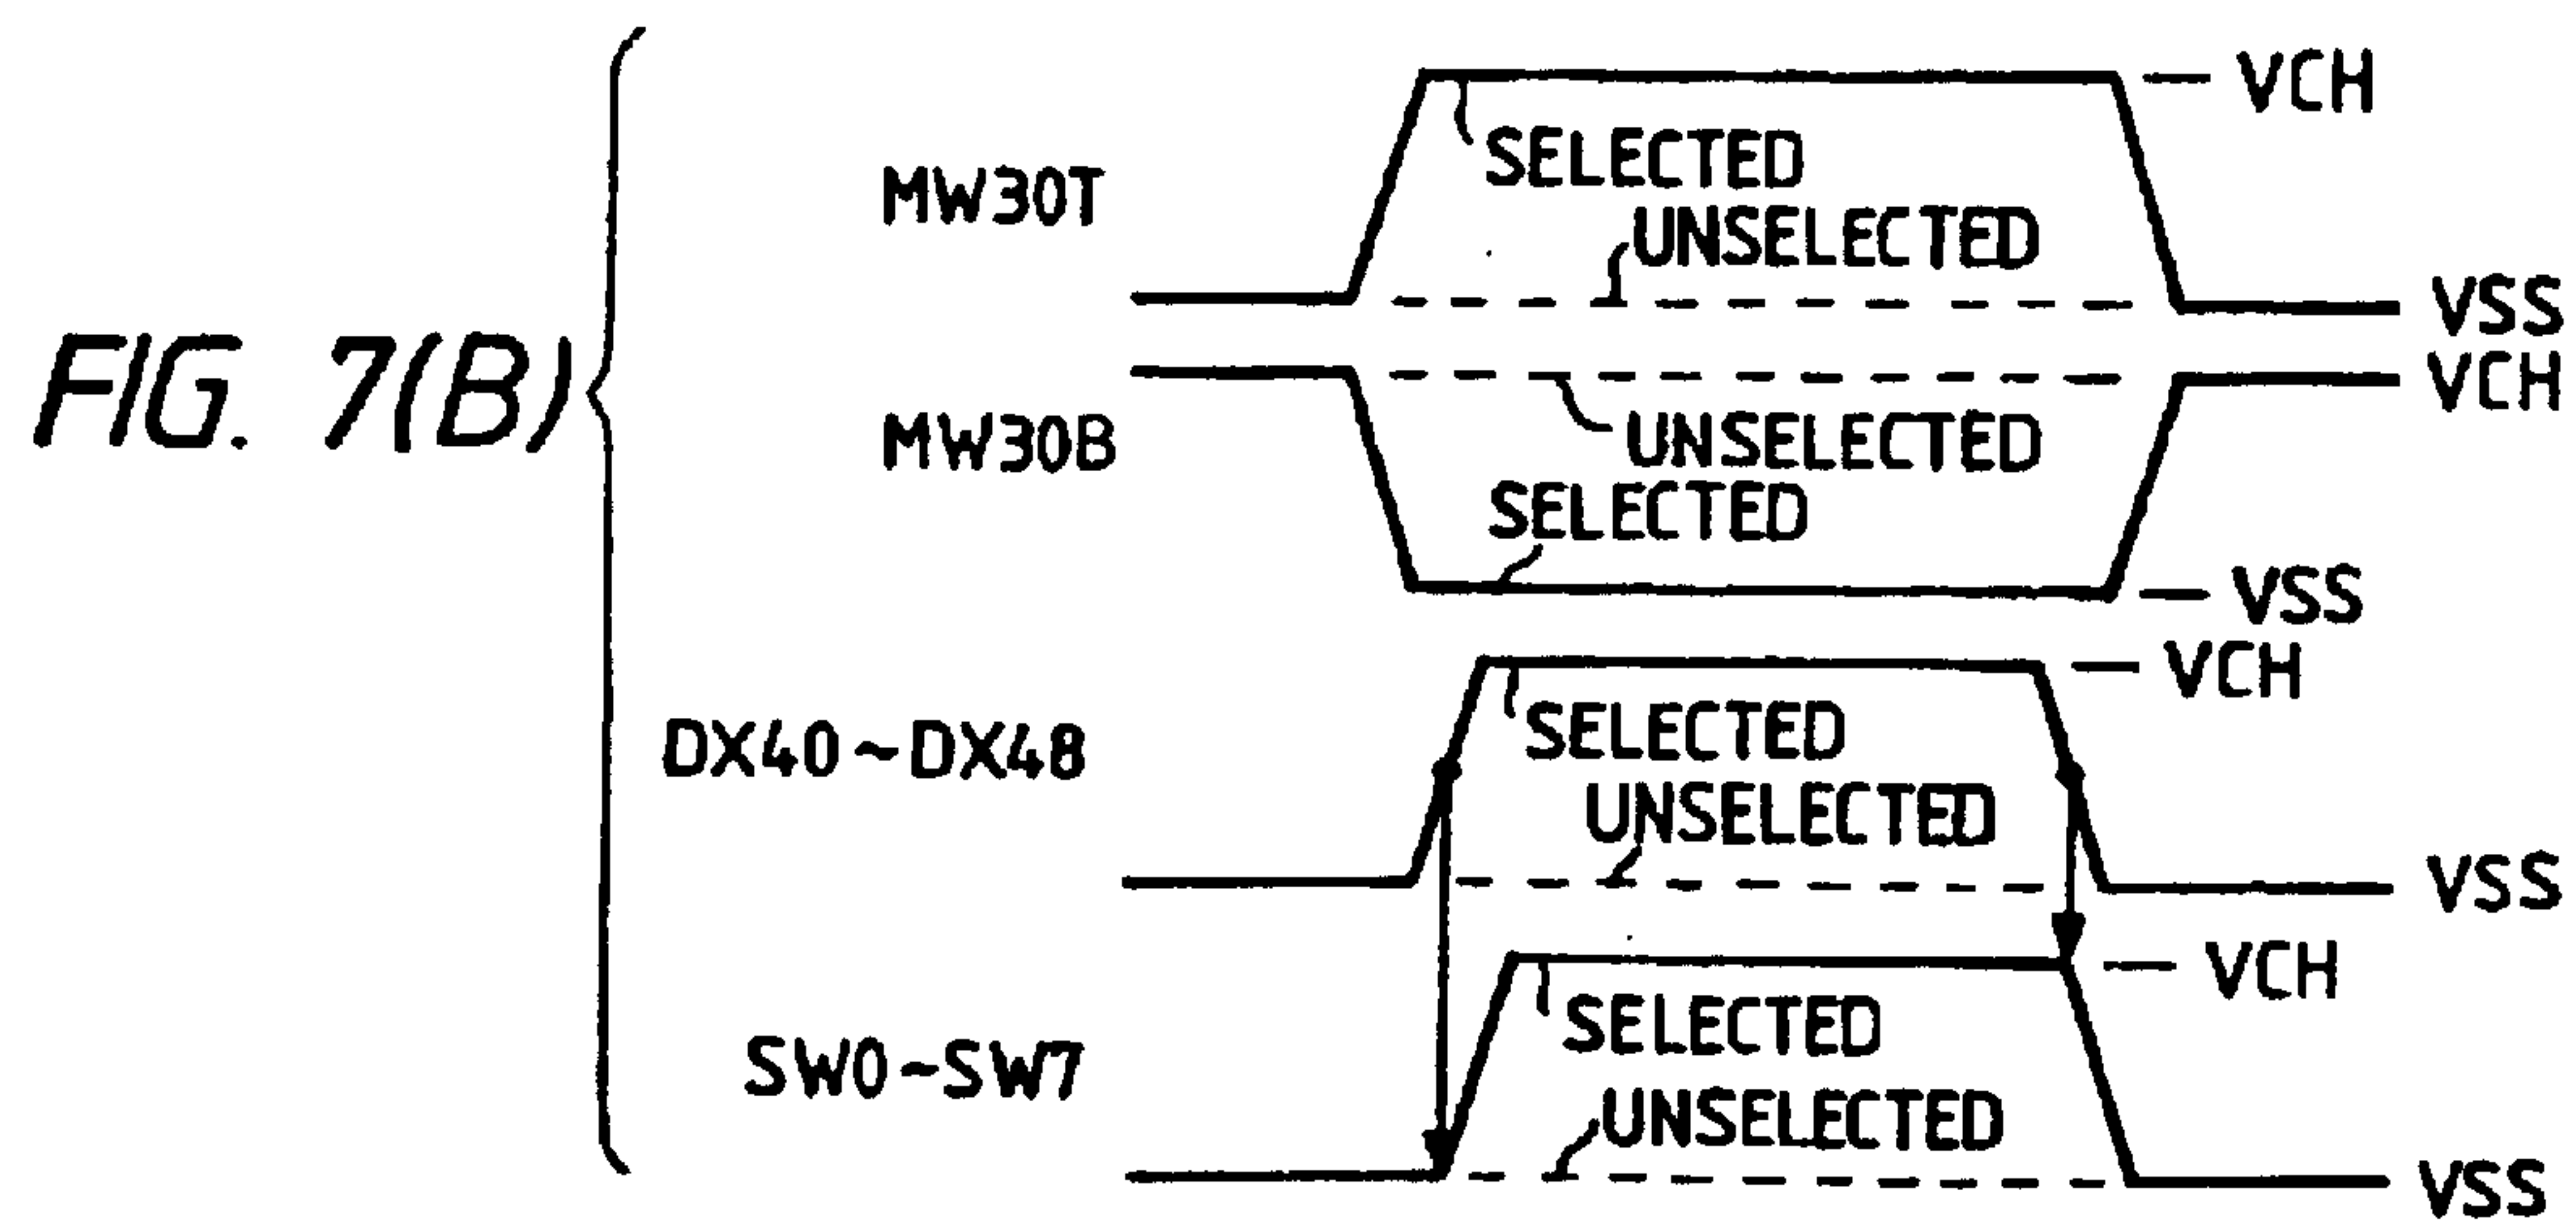 FIG. 7(B)
MW30T
VCH
SELECTED
UNSELECTED
VSS
MW30B
VCH
UNSELECTED
SELECTED
VSS
DX40~DX48
VCH
SELECTED
UNSELECTED
VSS
SW0~SW7
VCH
SELECTED
UNSELECTED
VSS